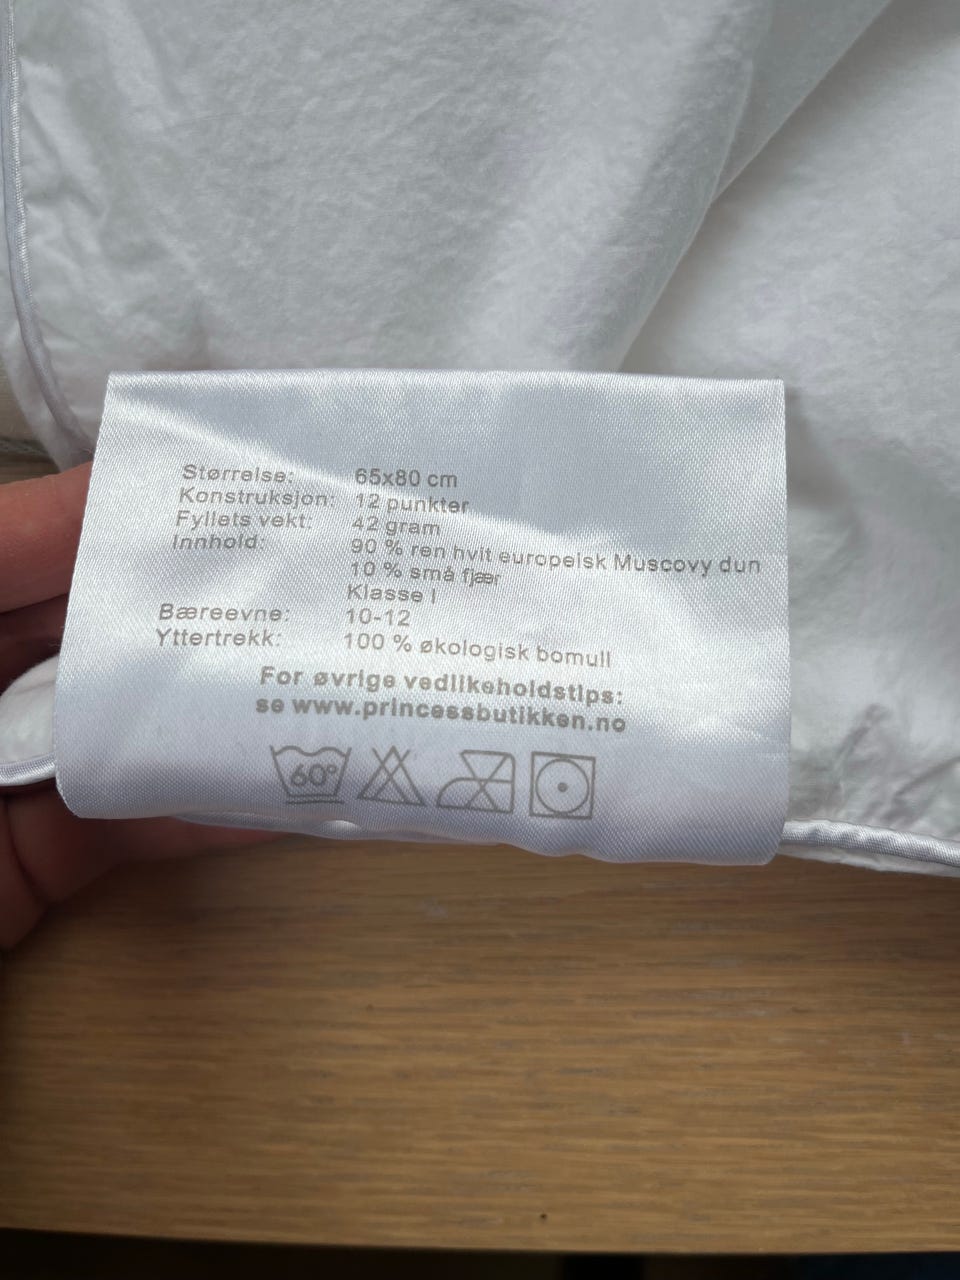 Størrelse: 65x80 cm
Konstruksjon: 12 punkter
Fyllets vekt: 42 gram
Innhold: 90 % ren hvit europeisk Muscovy dun
10 % små fjær
Klasse I
Bæreevne: 10-12
Yttertrekk: 100 % økologisk bomull
For øvrige vedlikeholdstips:
se www.princessbutikken.no
60°